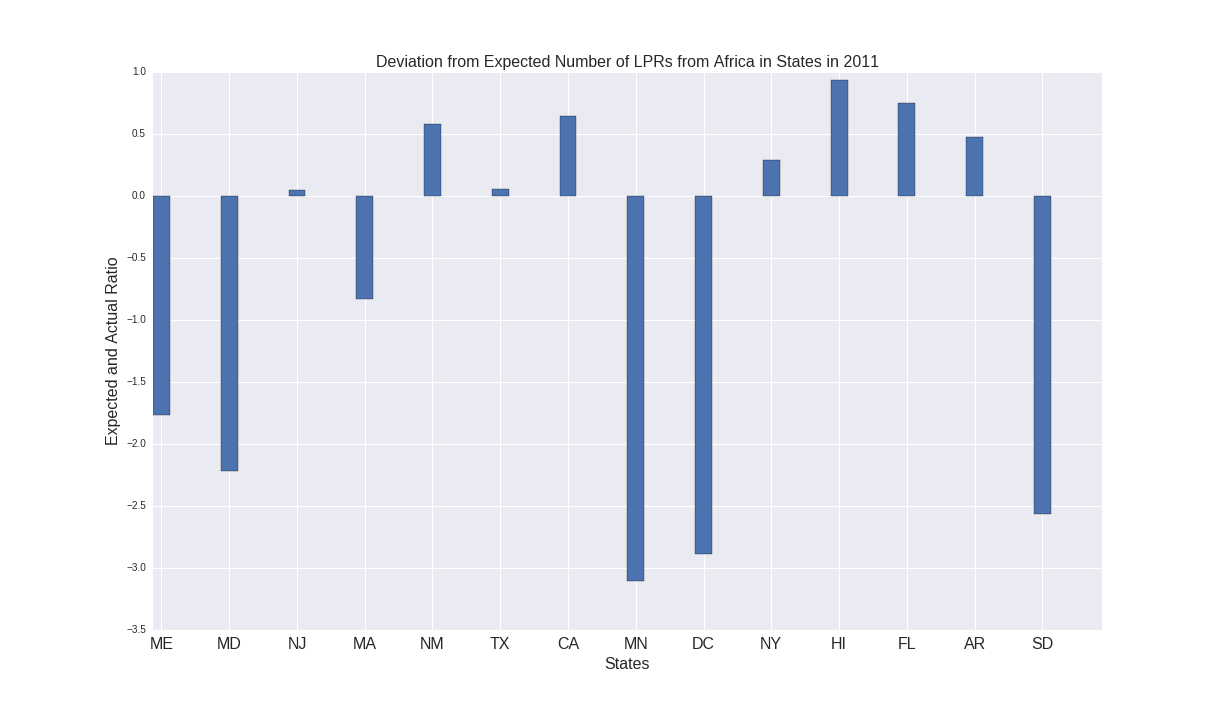 Deviation from Expected Number of LPRs from Africa in States in 2011
Expected and Actual Ratio
1.0
0.5
0.0
−0.5
−1.0
−1.5
−2.0
−2.5
−3.0
−3.5
ME MD NJ MA NM TX CA MN DC NY HI FL AR SD
States